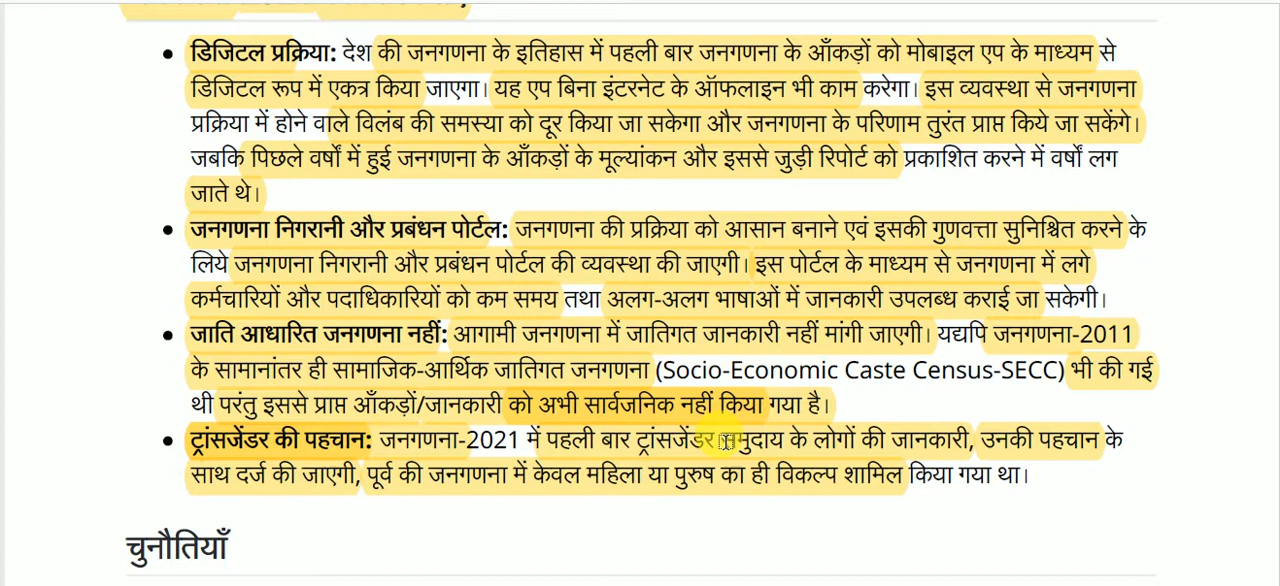 डिजिटल प्रक्रिया: देश की जनगणना के इतिहास में पहली बार जनगणना के आँकड़ों को मोबाइल एप के माध्यम से
डिजिटल रूप में एकत्र किया जाएगा। यह एप बिना इंटरनेट के ऑफलाइन भी काम करेगा। इस व्यवस्था से जनगणना
प्रक्रिया में होने वाले विलंब की समस्या को दूर किया जा सकेगा और जनगणना के परिणाम तुरंत प्राप्त किये जा सकेंगे।
जबकि पिछले वर्षों में हुई जनगणना के आँकड़ों के मूल्यांकन और इससे जुड़ी रिपोर्ट को प्रकाशित करने में वर्षों लग
जाते थे।
जनगणना निगरानी और प्रबंधन पोर्टल: जनगणना की प्रक्रिया को आसान बनाने एवं इसकी गुणवत्ता सुनिश्चित करने के
लिये जनगणना निगरानी और प्रबंधन पोर्टल की व्यवस्था की जाएगी। इस पोर्टल के माध्यम से जनगणना में लगे
कर्मचारियों और पदाधिकारियों को कम समय तथा अलग-अलग भाषाओं में जानकारी उपलब्ध कराई जा सकेगी।
जाति आधारित जनगणना नहीं: आगामी जनगणना में जातिगत जानकारी नहीं मांगी जाएगी। यद्यपि जनगणना-2011
के सामानांतर ही सामाजिक-आर्थिक जातिगत जनगणना (Socio-Economic Caste Census-SECC) भी की गई
थी परंतु इससे प्राप्त आँकड़ों/जानकारी को अभी सार्वजनिक नहीं किया गया है।
ट्रांसजेंडर की पहचान: जनगणना-2021 में पहली बार ट्रांसजेंडर समुदाय के लोगों की जानकारी, उनकी पहचान के
साथ दर्ज की जाएगी, पूर्व की जनगणना में केवल महिला या पुरुष का ही विकल्प शामिल किया गया था।
चुनौतियाँ